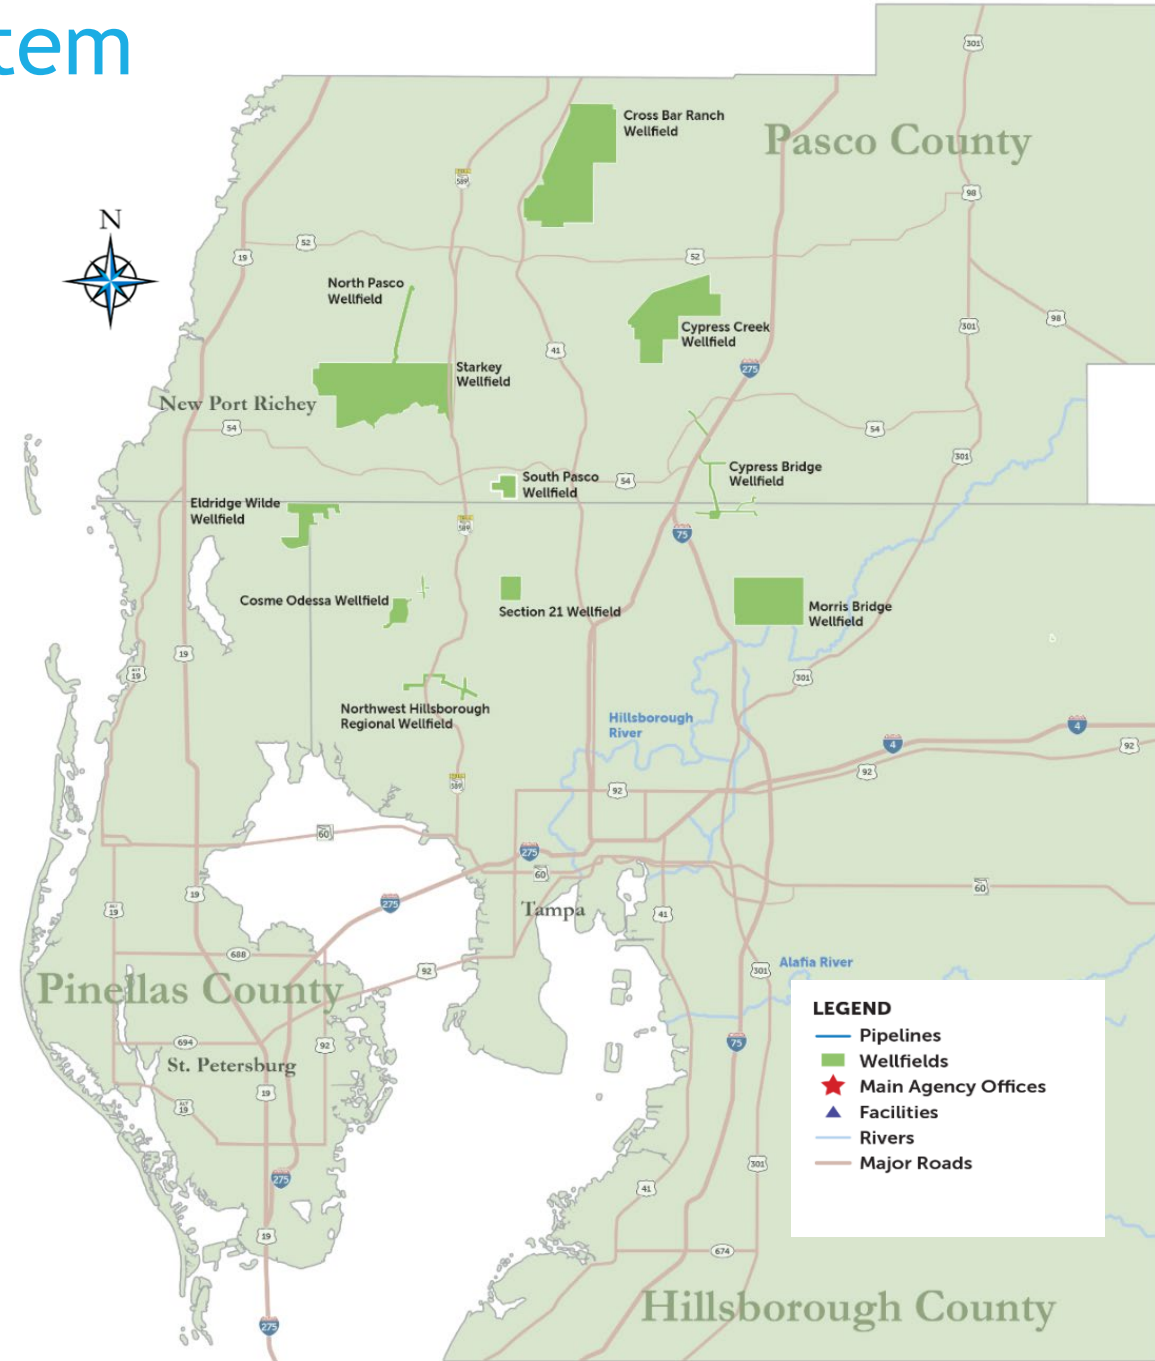 tem
301
Cross Bar Ranch
Wellfield
Pasco County
589
98
N
52
19
52
North Pasco
Wellfield
98
301
Cypress Creek
Wellfield
41
275
Starkey
Wellfield
New Port Richey
54
54
301
Cypress Bridge
Wellfield
South Pasco
Wellfield
54
Eldridge Wilde
Wellfield
589
75
Cosme Odessa Wellfield
Section 21 Wellfield
Morris Bridge
Wellfield
19
ALT
19
301
Northwest Hillsborough
Regional Wellfield
Hillsborough
River
4
4
92
92
589
92
60
275
60
60
19
275
ALT
19
Tampa
41
688
92
Alafia River
301
Pinellas County
694
92
75
St. Petersburg
19
ALT
19
LEGEND
Pipelines
Wellfields
Main Agency Offices
Facilities
Rivers
Major Roads
301
275
41
19
674
Hillsborough County
275